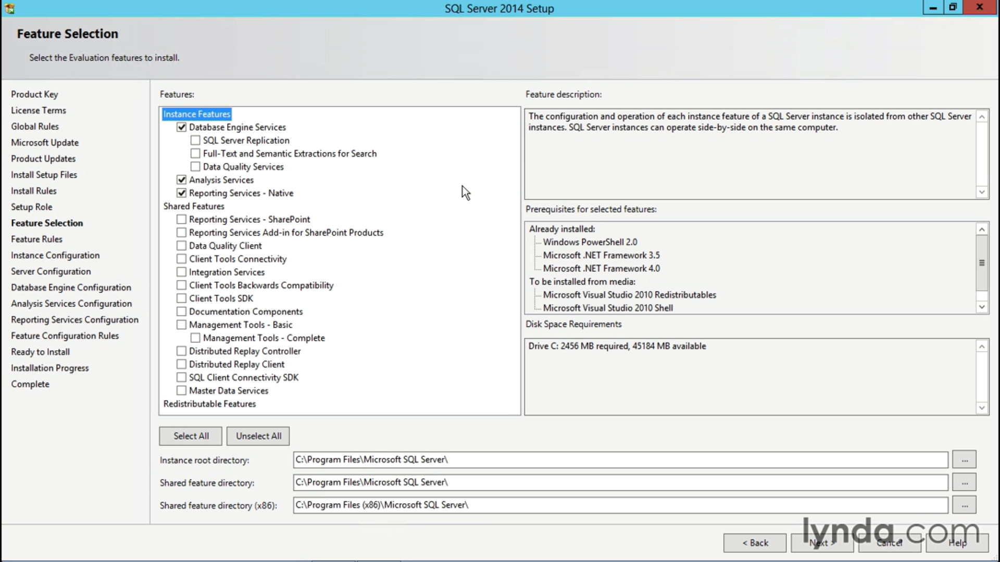 SQL Server 2014 Setup
Feature Selection
Select the Evaluation features to install.
Product Key
License Terms
Global Rules
Microsoft Update
Product Updates
Install Setup Files
Install Rules
Setup Role
Feature Selection
Feature Rules
Instance Configuration
Server Configuration
Database Engine Configuration
Analysis Services Configuration
Reporting Services Configuration
Feature Configuration Rules
Ready to Install
Installation Progress
Complete
Features:
Instance Features
Database Engine Services
SQL Server Replication
Full-Text and Semantic Extractions for Search
Data Quality Services
Analysis Services
Reporting Services - Native
Shared Features
Reporting Services - SharePoint
Reporting Services Add-in for SharePoint Products
Data Quality Client
Client Tools Connectivity
Integration Services
Client Tools Backwards Compatibility
Client Tools SDK
Documentation Components
Management Tools - Basic
Management Tools - Complete
Distributed Replay Controller
Distributed Replay Client
SQL Client Connectivity SDK
Master Data Services
Redistributable Features
Feature description:
The configuration and operation of each instance feature of a SQL Server instance is isolated from other SQL Server
instances. SQL Server instances can operate side-by-side on the same computer.
Prerequisites for selected features:
Already installed:
Windows PowerShell 2.0
Microsoft .NET Framework 3.5
Microsoft .NET Framework 4.0
To be installed from media:
Microsoft Visual Studio 2010 Redistributables
Microsoft Visual Studio 2010 Shell
Disk Space Requirements
Drive C: 2456 MB required, 45184 MB available
Select All
Unselect All
Instance root directory:
C:\Program Files\Microsoft SQL Server\
...
Shared feature directory:
C:\Program Files\Microsoft SQL Server\
...
Shared feature directory (x86):
C:\Program Files (x86)\Microsoft SQL Server\
...
< Back
Next >
Cancel
Help
lynda.com